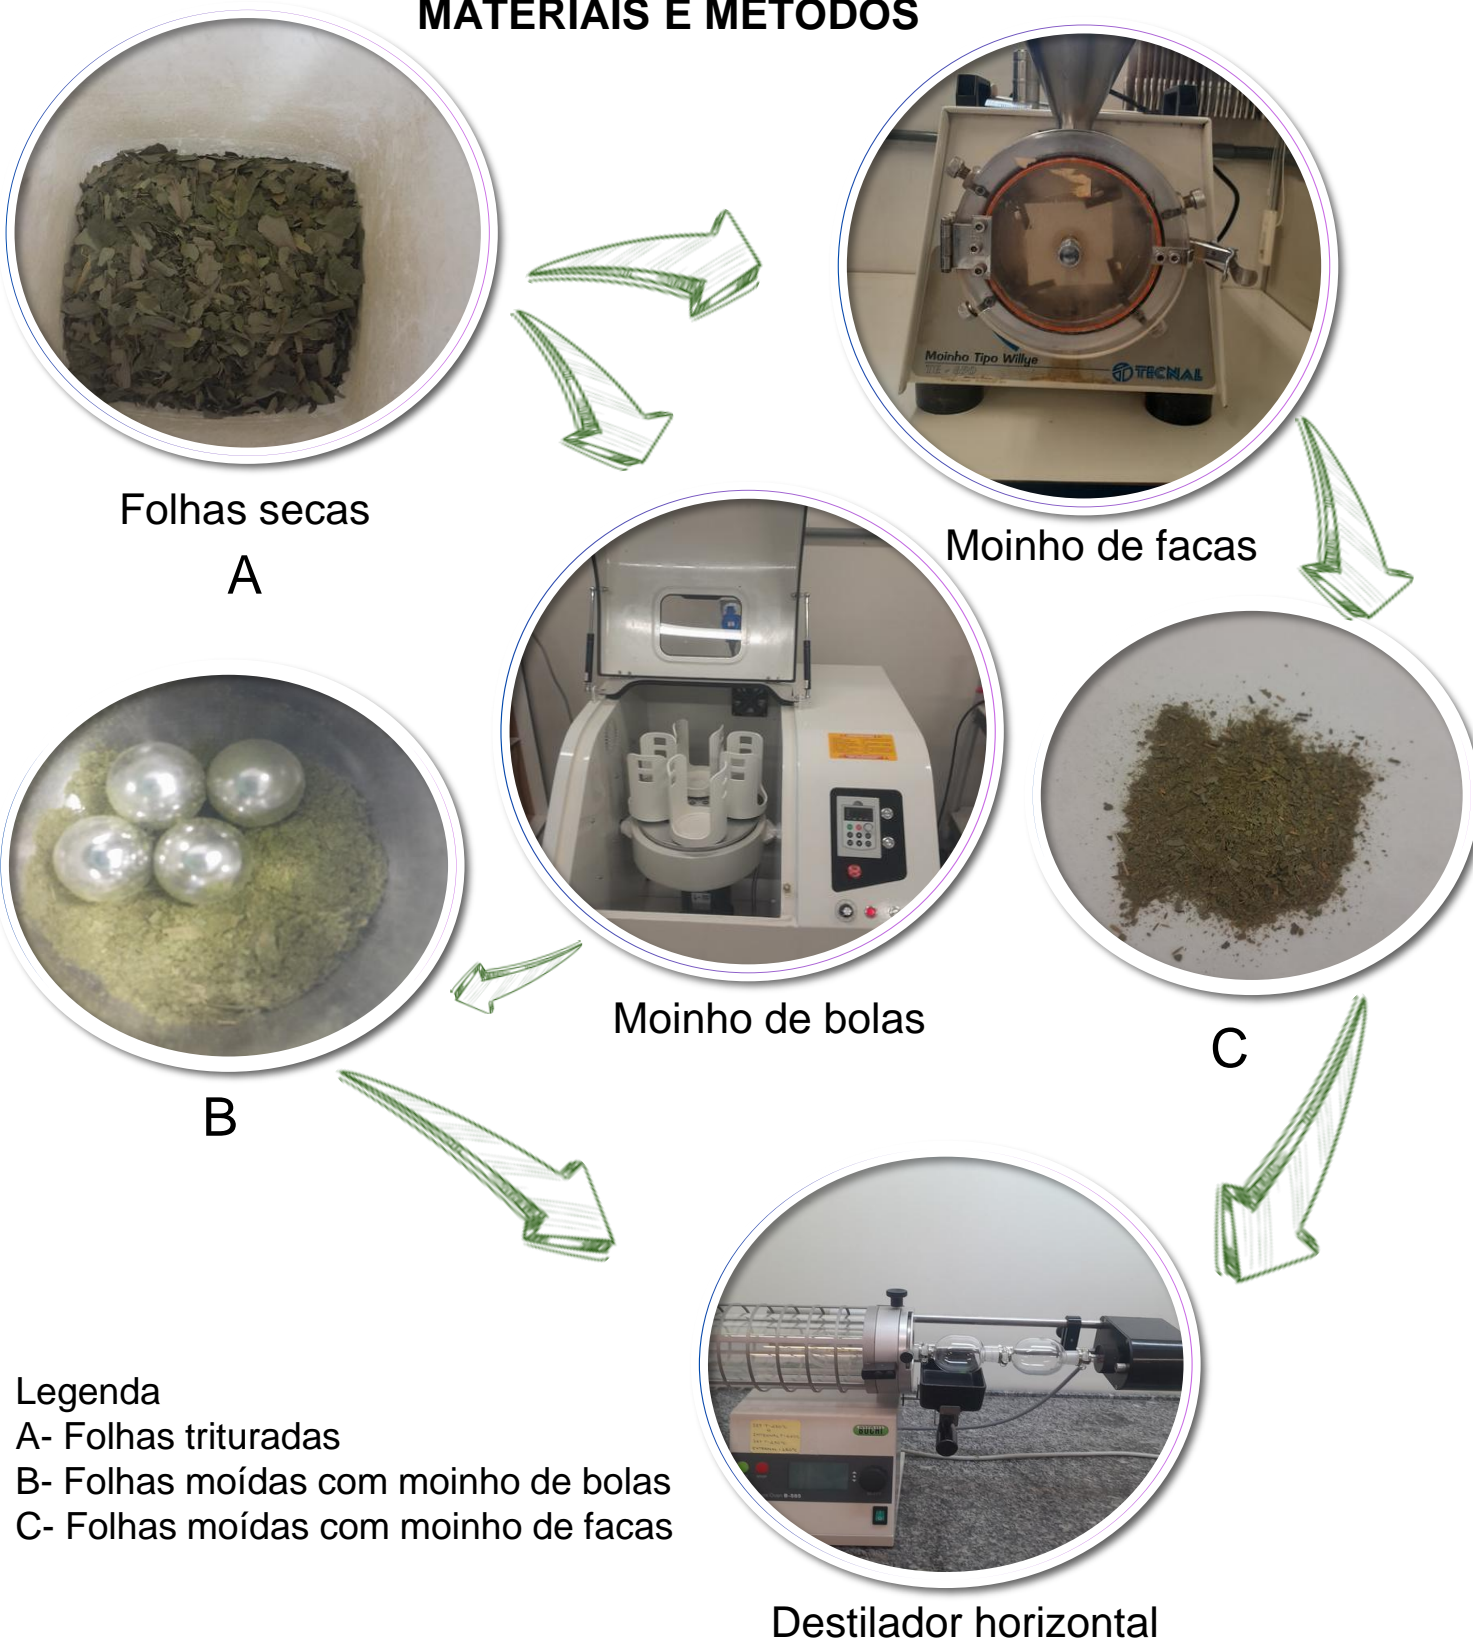 MATERIAIS E METODOS
Moinho Tipo Willye
TECNAL
Folhas secas
A
Moinho de facas
Moinho de bolas
C
B
BUCHI
Legenda
A- Folhas trituradas
B- Folhas moídas com moinho de bolas
C- Folhas moídas com moinho de facas
Destilador horizontal